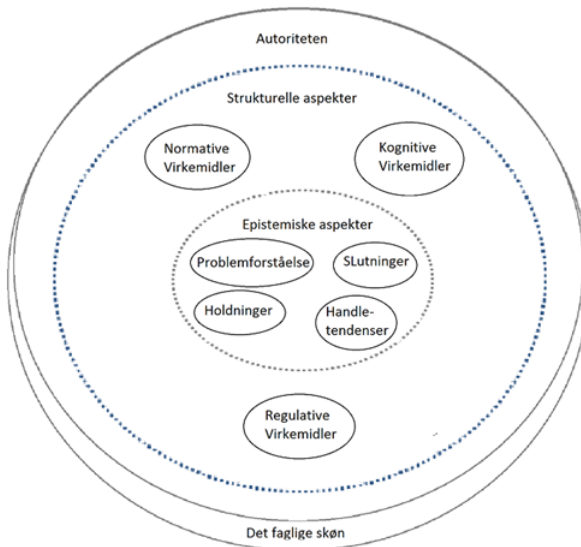 Autoriteten
Strukturelle aspekter
Normative
Virkemidler
Kognitive
Virkemidler
Epistemiske aspekter
Problemforståelse
SLutninger
Holdninger
Handle-
tendenser
Regulative
Virkemidler
Det faglige skøn